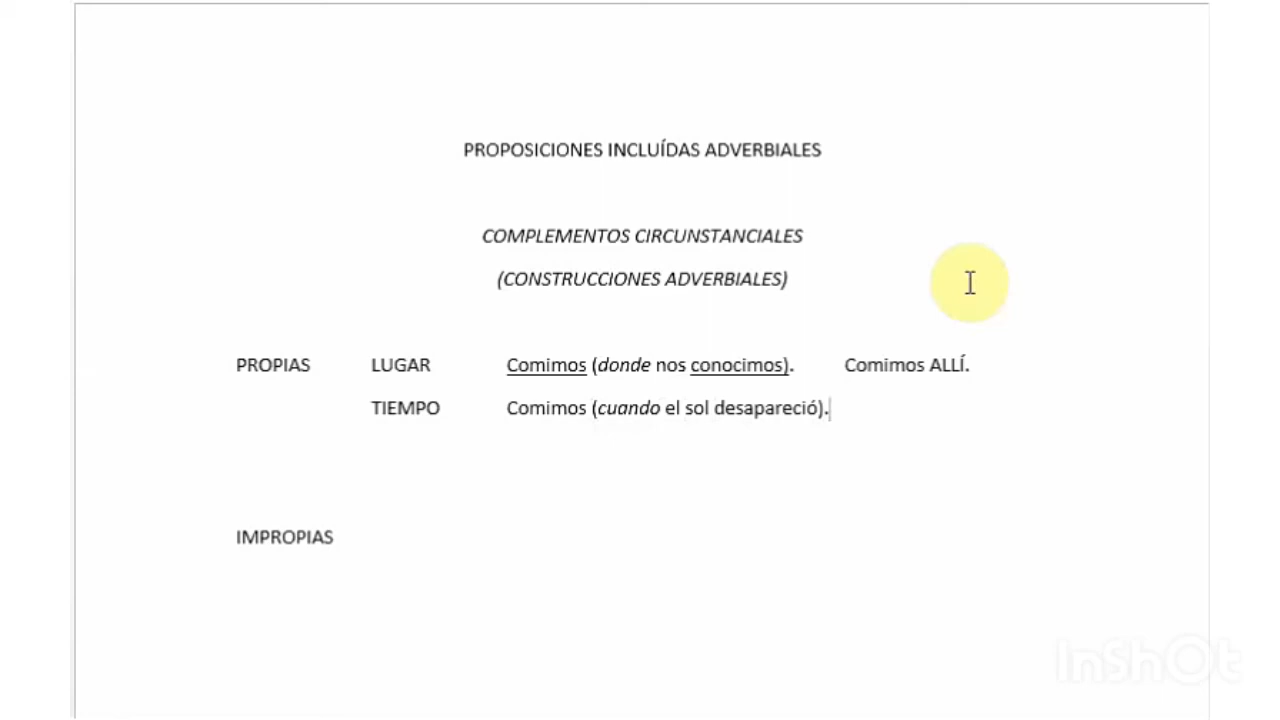 PROPOSICIONES INCLUÍDAS ADVERBIALES
COMPLEMENTOS CIRCUNSTANCIALES
(CONSTRUCCIONES ADVERBIALES)
PROPIAS LUGAR Comimos (donde nos conocimos). Comimos ALLÍ.
TIEMPO Comimos (cuando el sol desapareció).
IMPROPIAS
InShOt